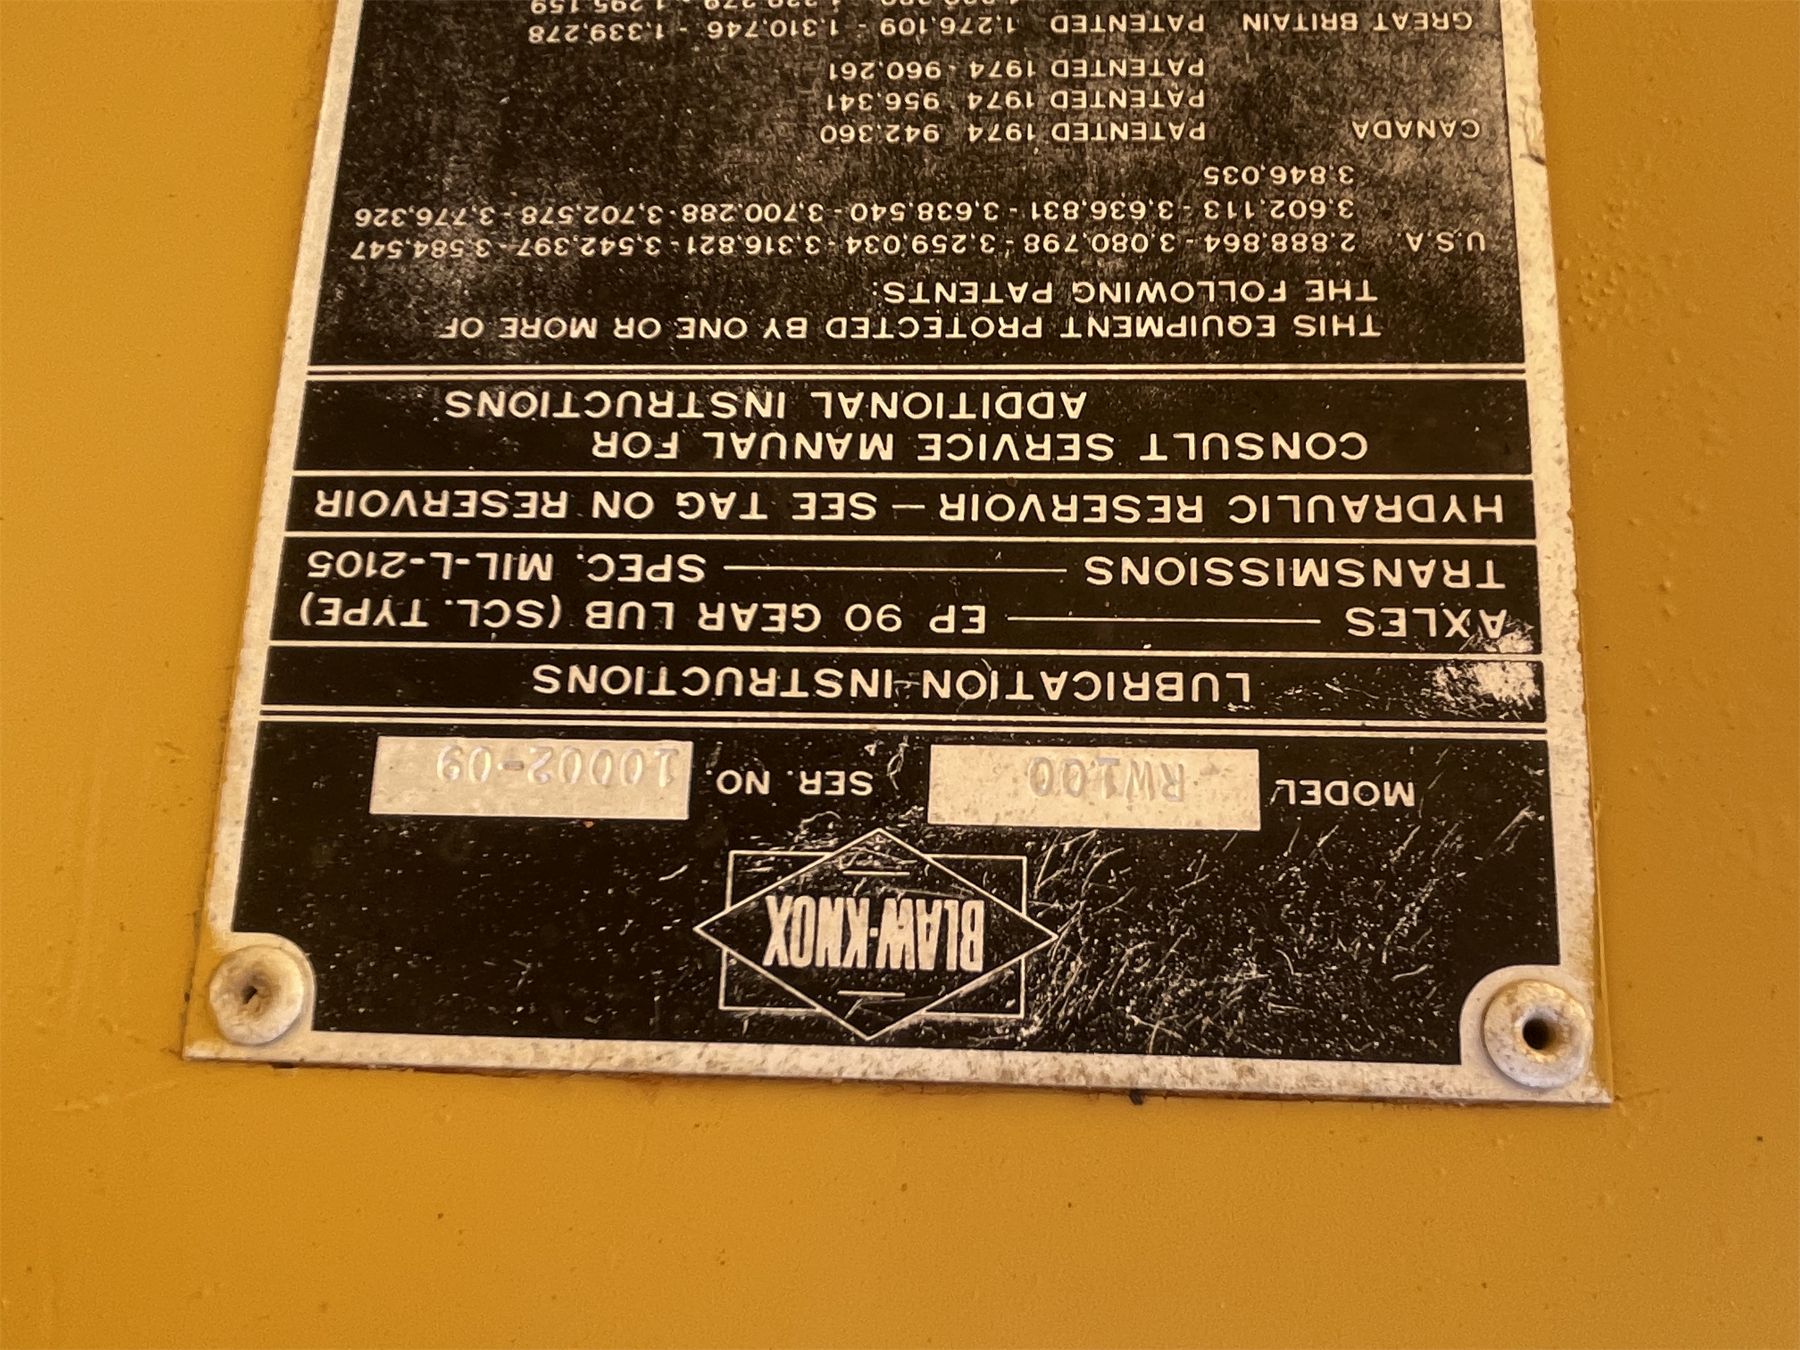 BLAW-KNOX
MODEL RW100 SER. NO. 10002-09
LUBRICATION INSTRUCTIONS
AXLES EP 90 GEAR LUB (SCL. TYPE)
TRANSMISSIONS SPEC. MIL-L-2105
HYDRAULIC RESERVOIR — SEE TAG ON RESERVOIR
CONSULT SERVICE MANUAL FOR
ADDITIONAL INSTRUCTIONS
THIS EQUIPMENT PROTECTED BY ONE OR MORE OF
THE FOLLOWING PATENTS:
U.S.A. 2,888,864 - 3,080,798 - 3,259,034 - 3,316,821 - 3,542,397 - 3,584,547
3,602,113 - 3,636,831 - 3,638,540 - 3,700,288 - 3,702,578 - 3,776,326
3,846,035
CANADA PATENTED 1974 942,360
PATENTED 1974 956,341
PATENTED 1974 - 960,261
GREAT BRITAIN PATENTED 1,276,109 - 1,310,746 - 1,339,278
1,295,159